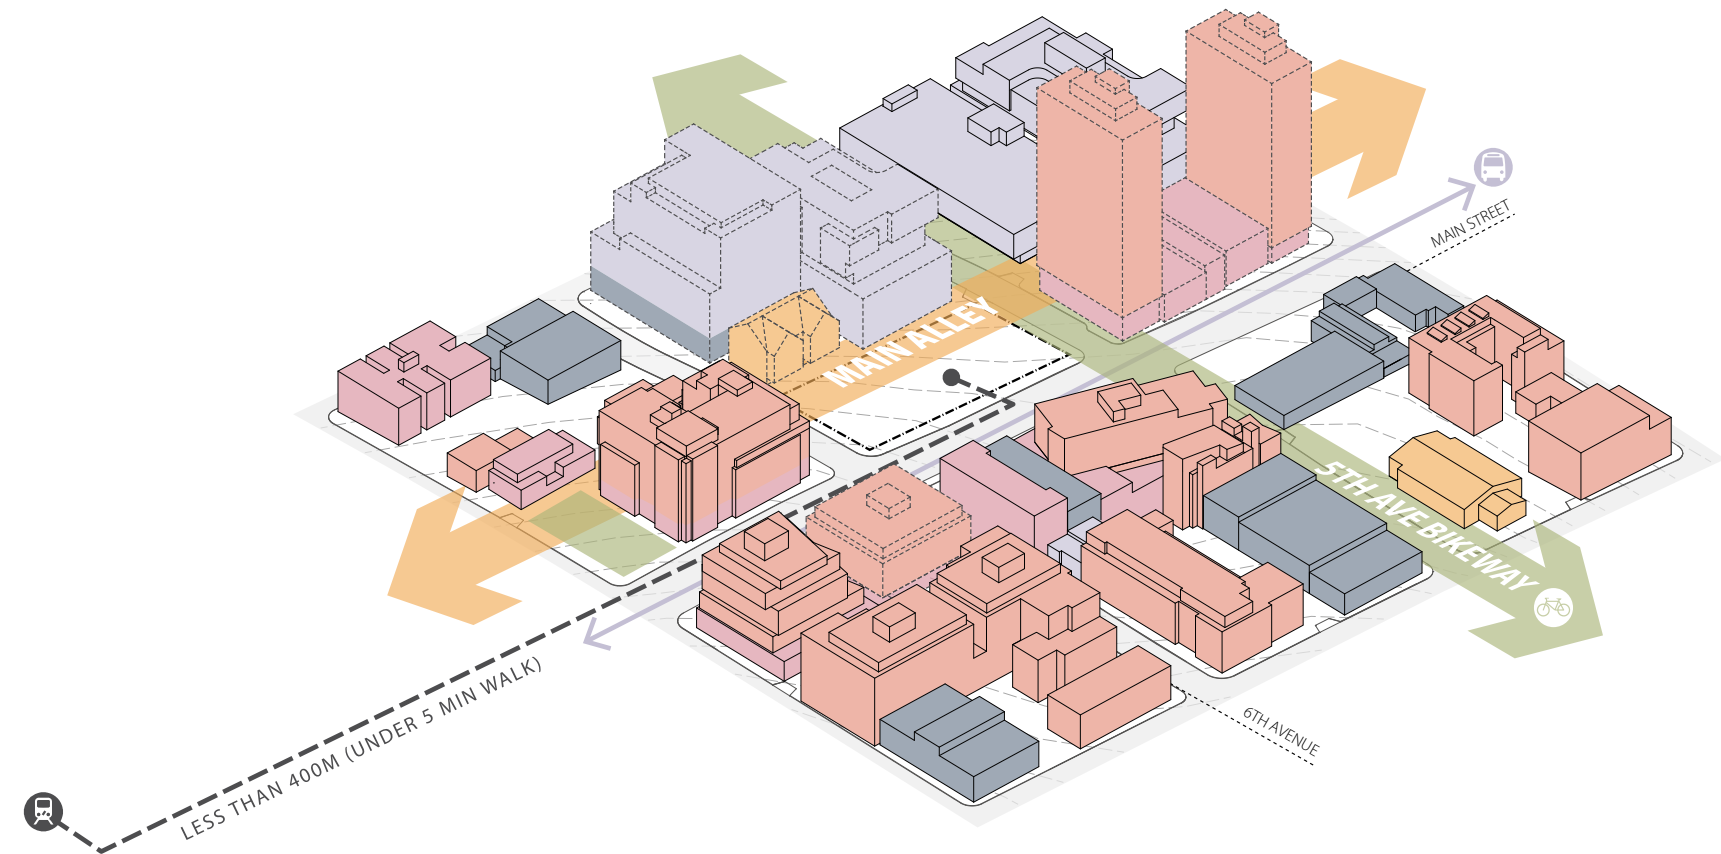 MAIN STREET
MAIN ALLEY
5TH AVE BIKEWAY
LESS THAN 400M (UNDER 5 MIN WALK)
6TH AVENUE